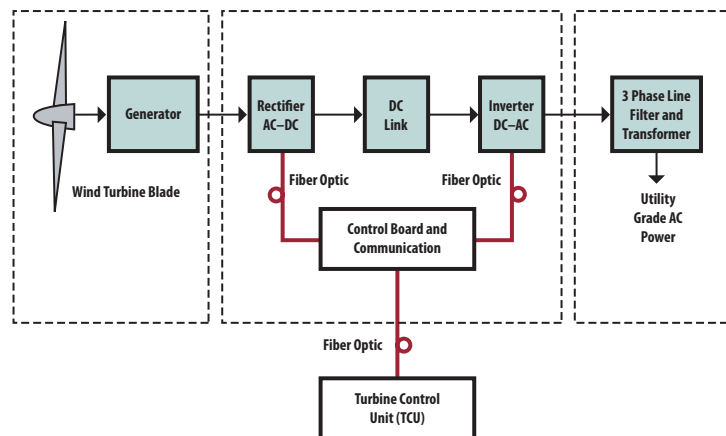 Generator
Rectifier
AC–DC
DC
Link
Inverter
DC–AC
3 Phase Line
Filter and
Transformer
Wind Turbine Blade
Fiber Optic
Fiber Optic
Utility
Grade AC
Power
Control Board and
Communication
Fiber Optic
Turbine Control
Unit (TCU)